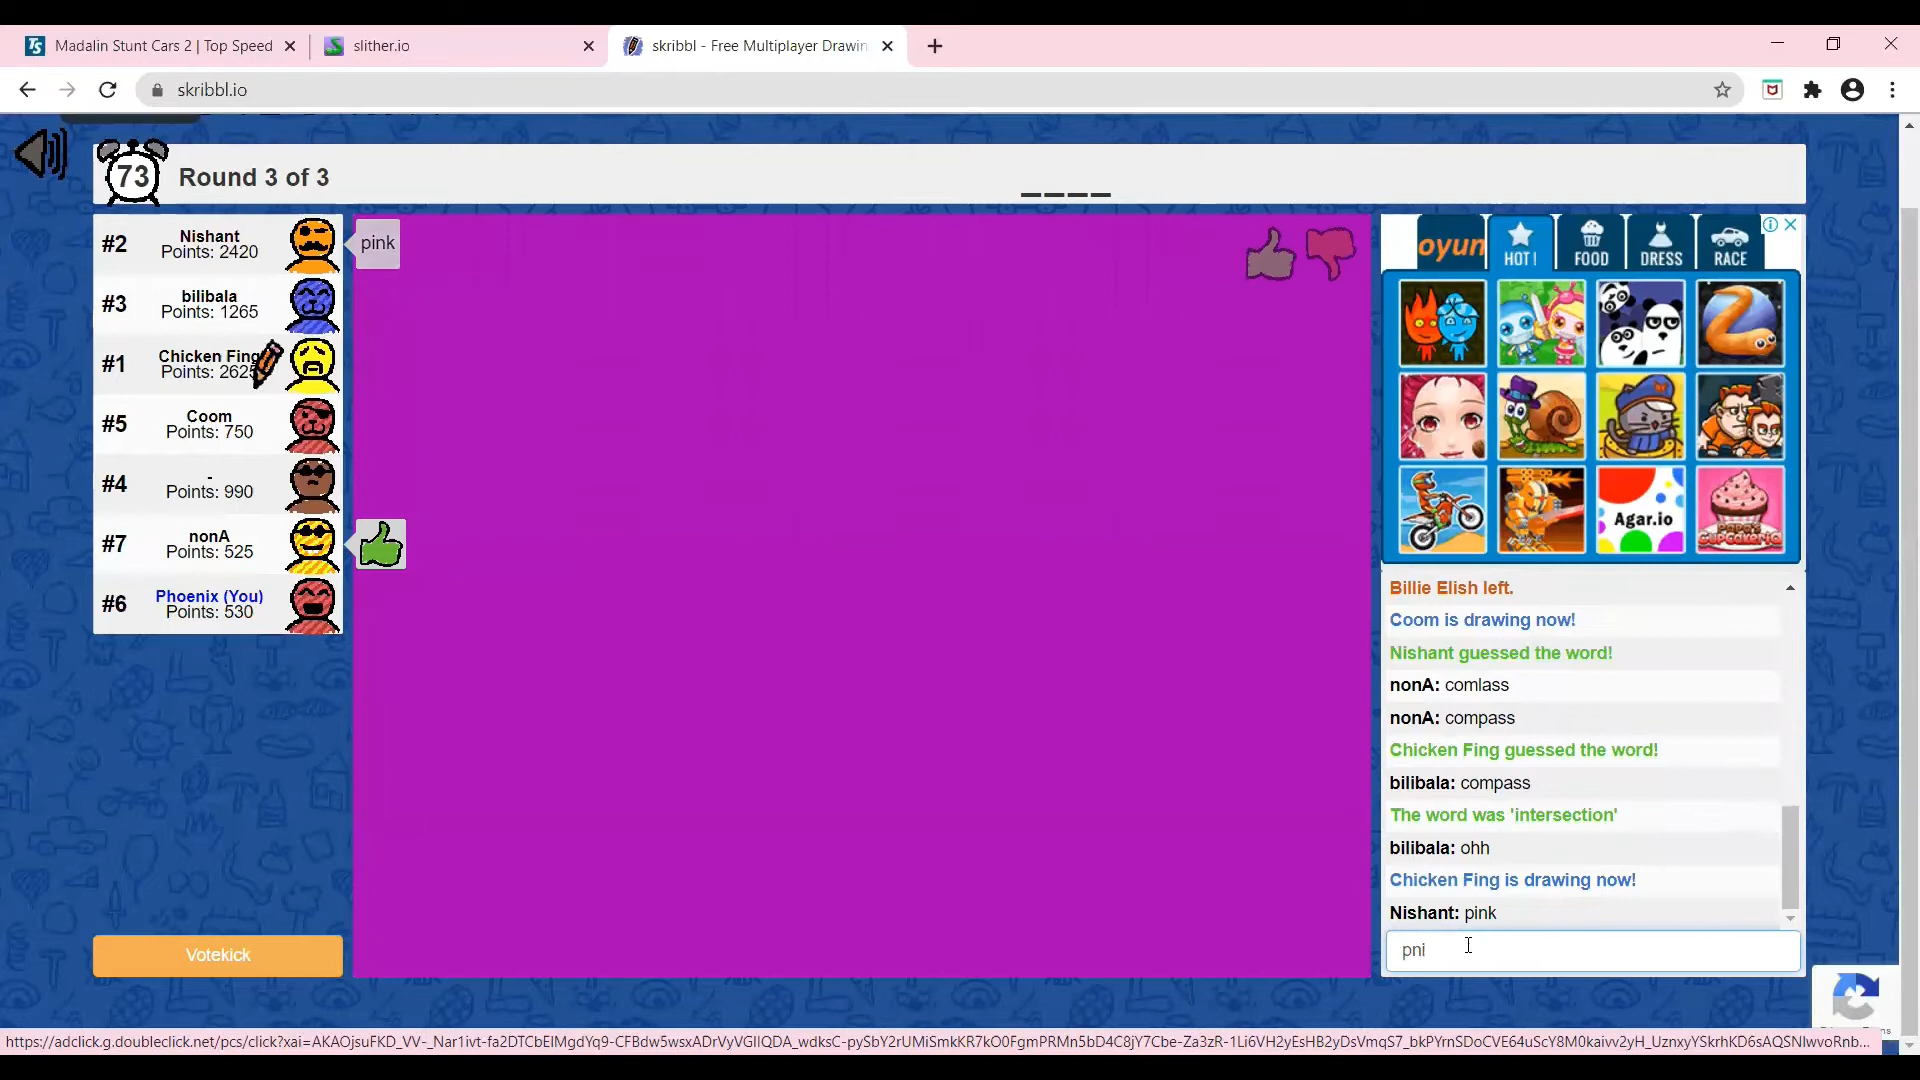 Madalin Stunt Cars 2 | Top Speed
slither.io
skribbl - Free Multiplayer Drawin
skribbl.io
73
Round 3 of 3
_ _ _ _
#2 Nishant
Points: 2420
pink
#3 bilibala
Points: 1265
#1 Chicken Fing
Points: 2625
#5 Coom
Points: 750
#4 -
Points: 990
#7 nonA
Points: 525
#6 Phoenix (You)
Points: 530
Votekick
oyun
HOT !
FOOD
DRESS
RACE
Agar.io
PAPA'S
CUPCAKERIA
Billie Elish left.
Coom is drawing now!
Nishant guessed the word!
nonA: comlass
nonA: compass
Chicken Fing guessed the word!
bilibala: compass
The word was 'intersection'
bilibala: ohh
Chicken Fing is drawing now!
Nishant: pink
pni